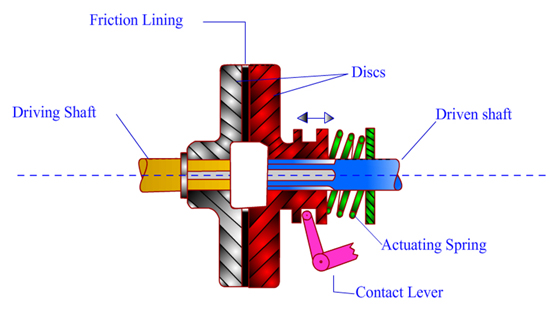 Friction Lining
Discs
Driving Shaft
Driven shaft
Actuating Spring
Contact Lever